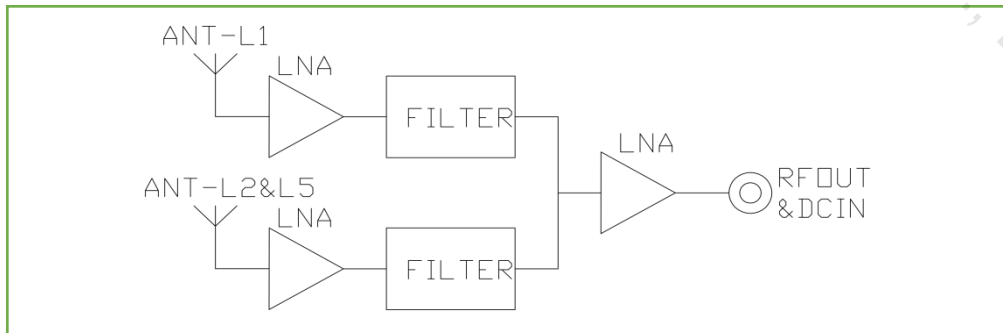 ANT-L1
LNA
FILTER
LNA
ANT-L2&L5
LNA
FILTER
RFOUT
&DCIN